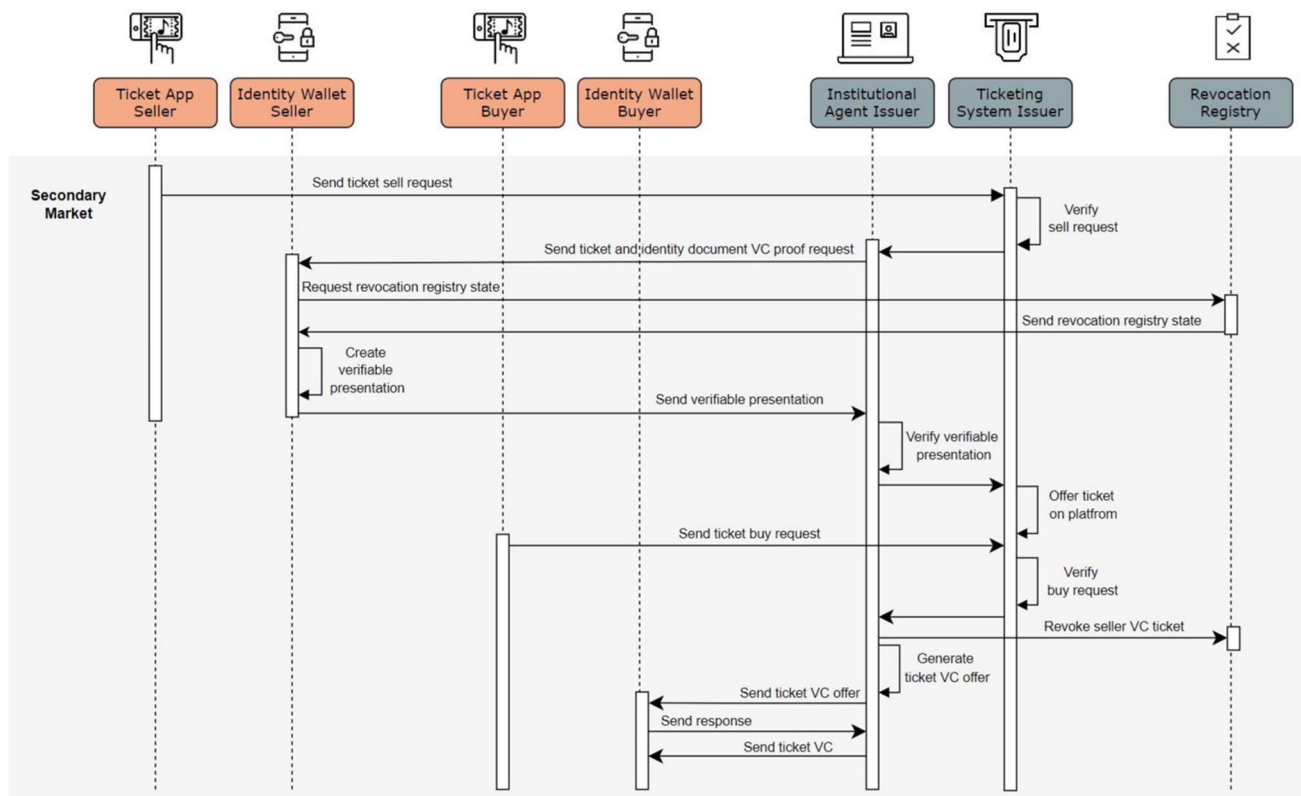 Ticket App
Seller
Identity Wallet
Seller
Ticket App
Buyer
Identity Wallet
Buyer
Institutional
Agent Issuer
Ticketing
System Issuer
Revocation
Registry
Secondary
Market
Send ticket sell request
Verify
sell request
Send ticket and identity document VC proof request
Request revocation registry state
Send revocation registry state
Create
verifiable
presentation
Send verifiable presentation
Verify verifiable
presentation
Offer ticket
on platfrom
Send ticket buy request
Verify
buy request
Revoke seller VC ticket
Generate
ticket VC offer
Send ticket VC offer
Send response
Send ticket VC